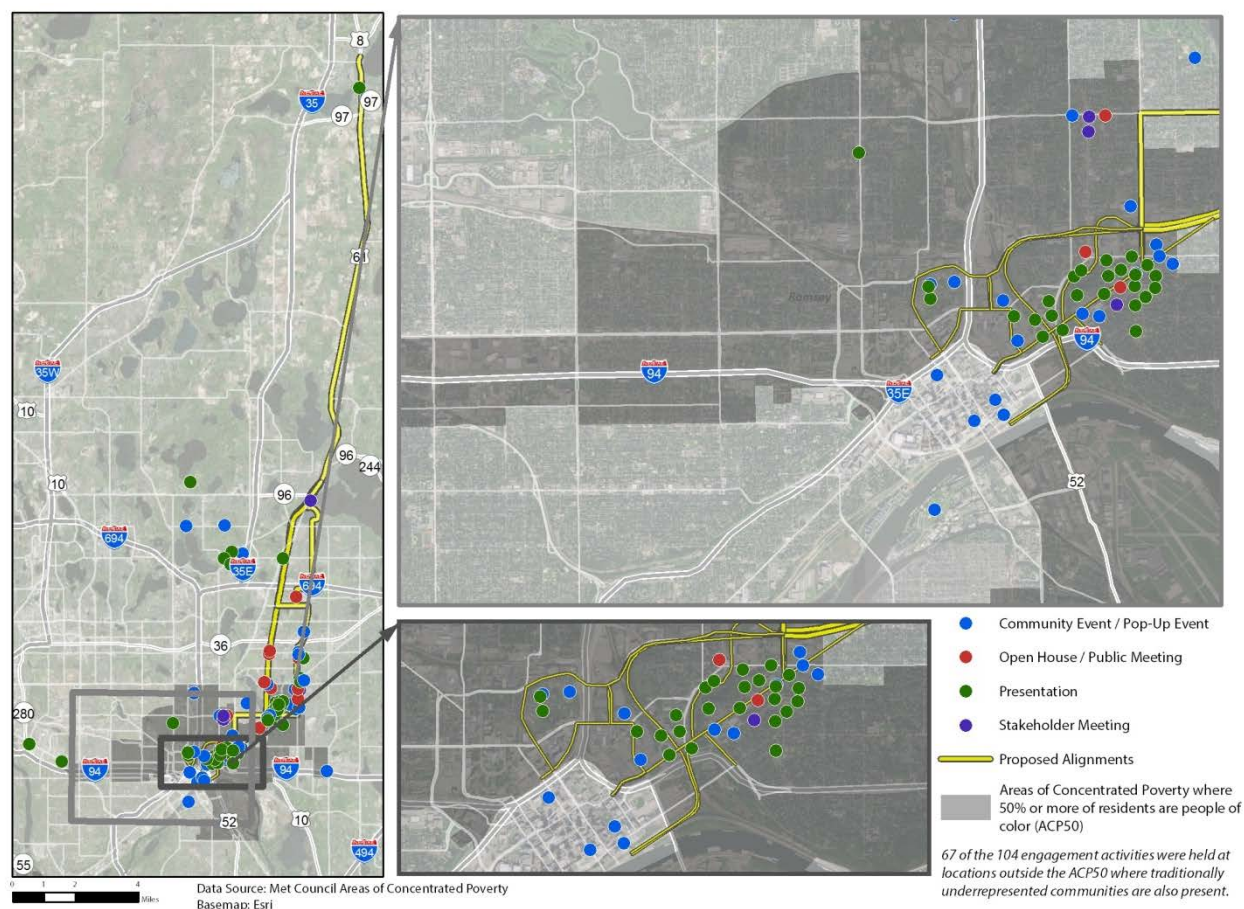 8
97
97
35
61
35W
10
96
244
10
96
694
35E
694
36
280
94
94
52
10
55
494
0 2 4
Miles
Data Source: Met Council Areas of Concentrated Poverty
Basemap: Esri
Ramsey
94
94
35E
52
Community Event / Pop-Up Event
Open House / Public Meeting
Presentation
Stakeholder Meeting
Proposed Alignments
Areas of Concentrated Poverty where
50% or more of residents are people of
color (ACP50)
67 of the 104 engagement activities were held at
locations outside the ACP50 where traditionally
underrepresented communities are also present.